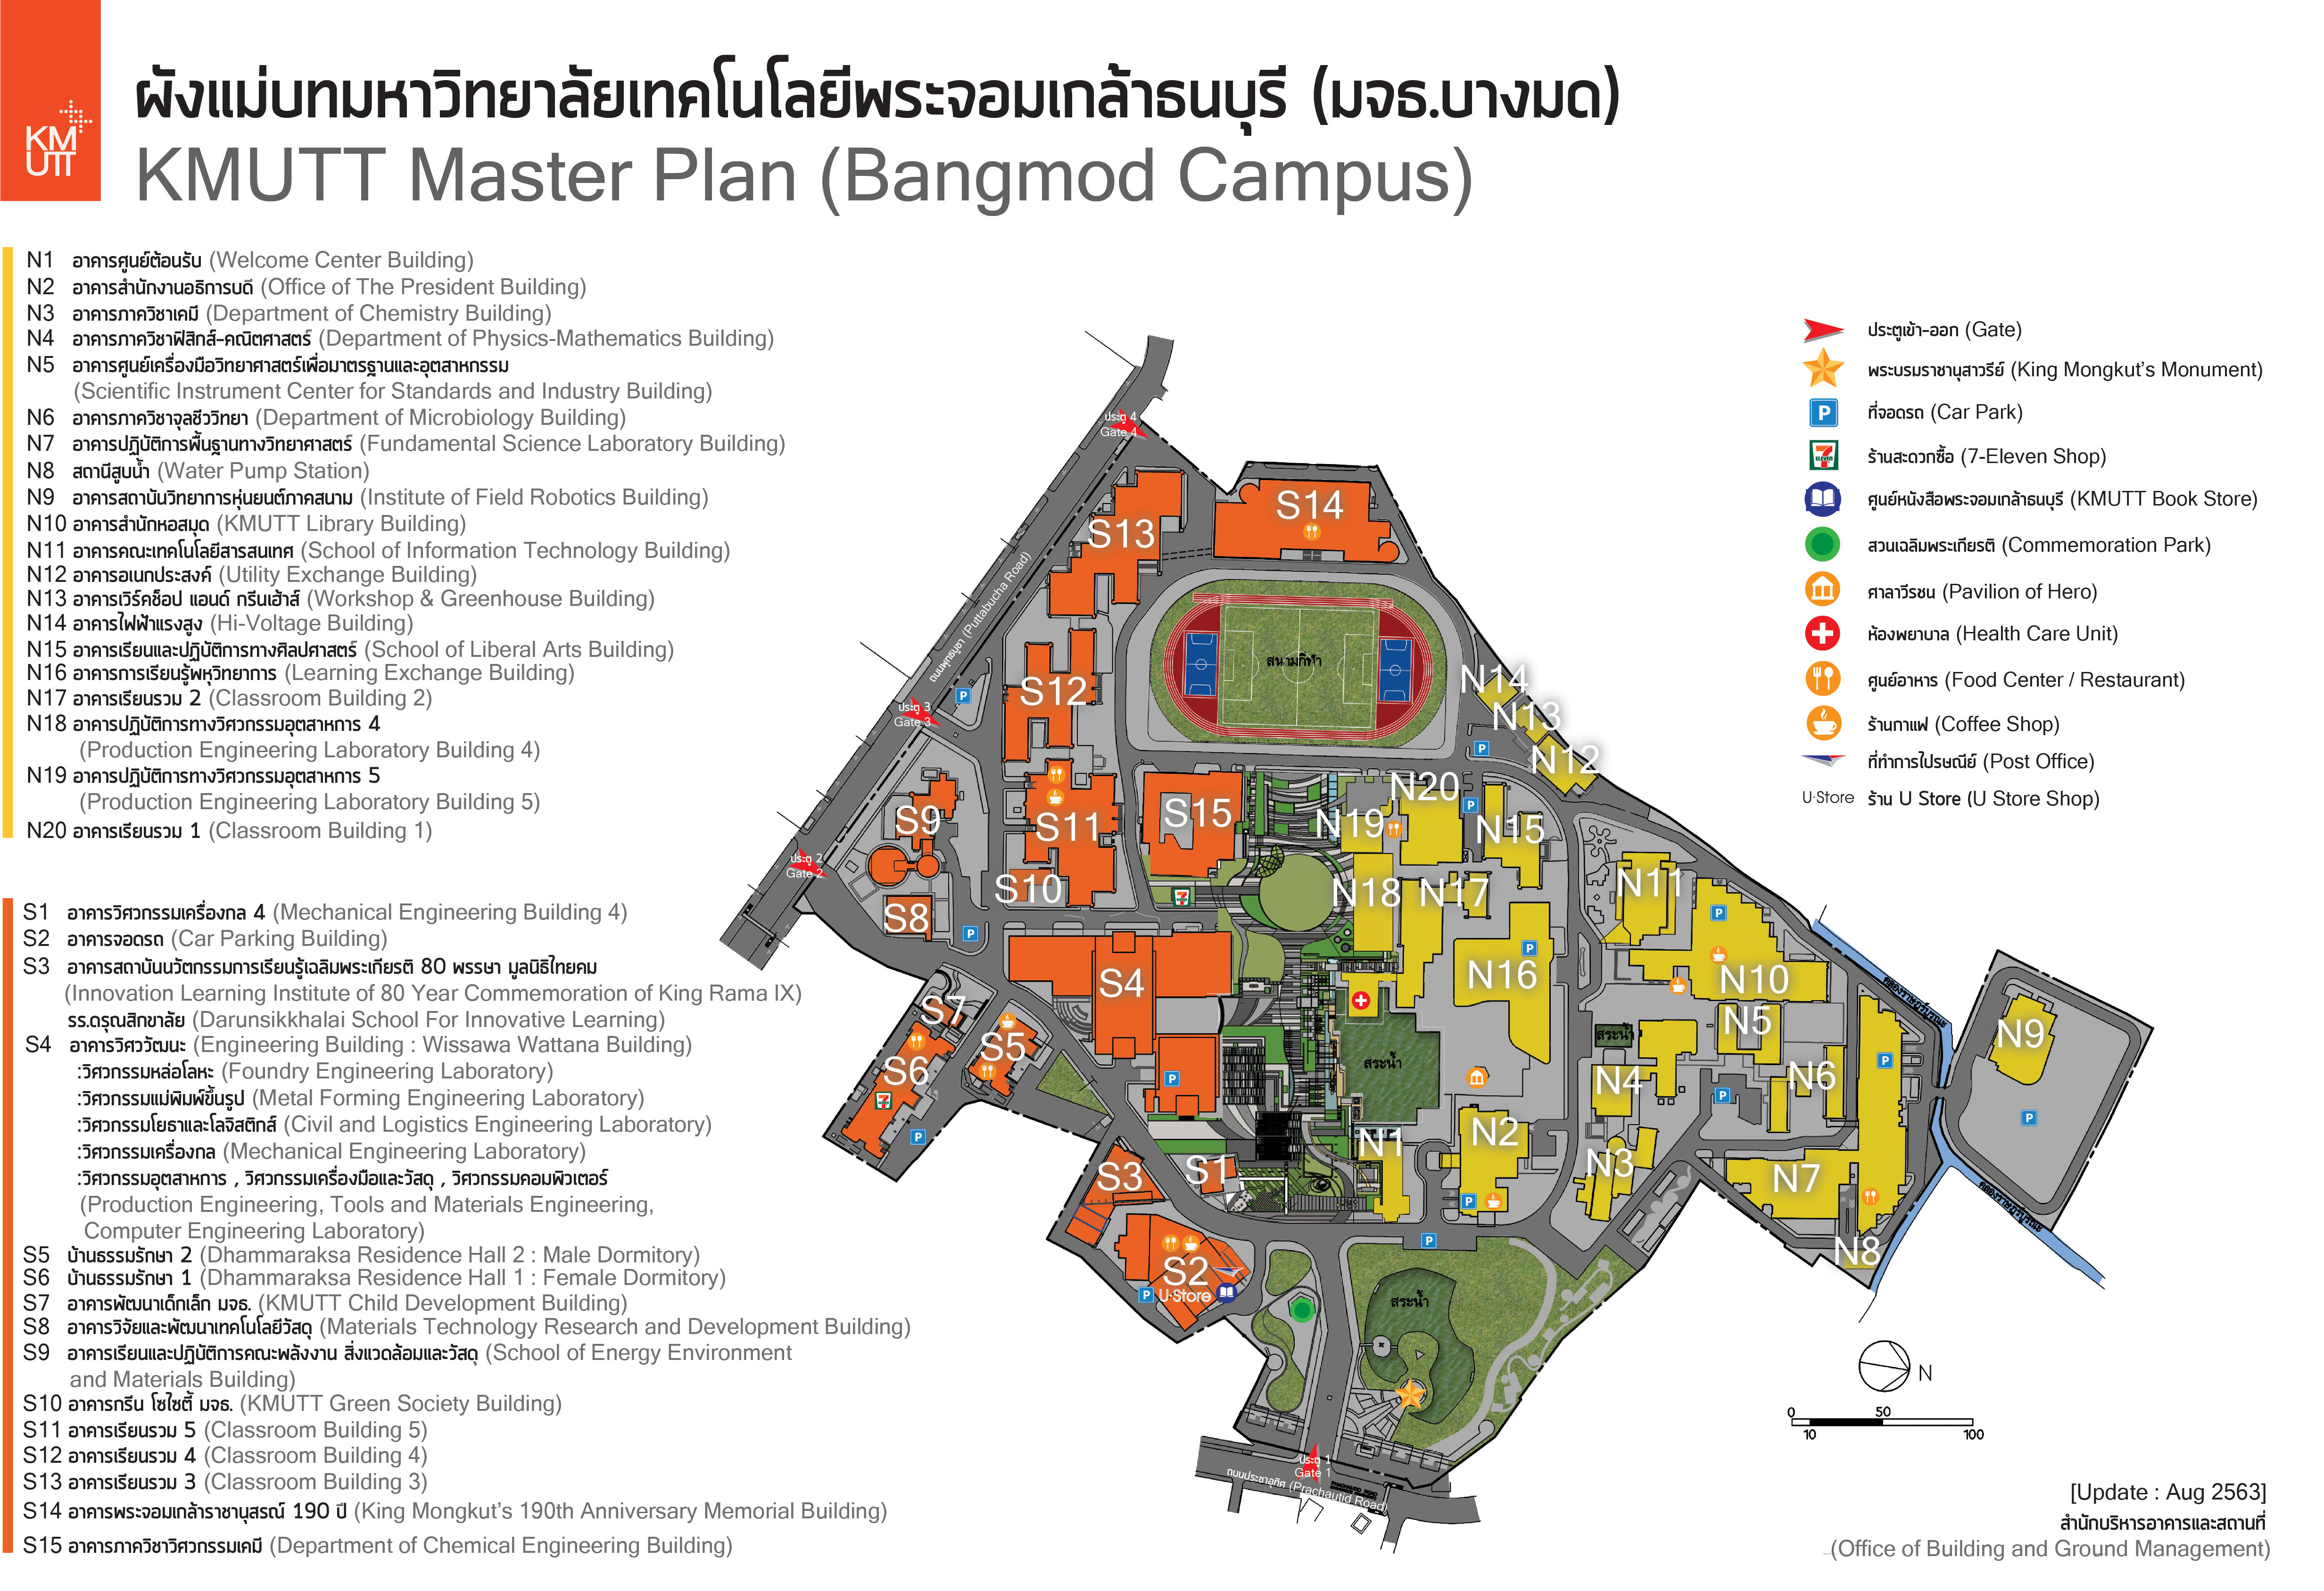 KM
UTT
ผังแม่บทมหาวิทยาลัยเทคโนโลยีพระจอมเกล้าธนบุรี (มจธ.บางมด)
KMUTT Master Plan (Bangmod Campus)
N1 อาคารศูนย์ต้อนรับ (Welcome Center Building)
N2 อาคารสำนักงานอธิการบดี (Office of The President Building)
N3 อาคารภาควิชาเคมี (Department of Chemistry Building)
N4 อาคารภาควิชาฟิสิกส์-คณิตศาสตร์ (Department of Physics-Mathematics Building)
N5 อาคารศูนย์เครื่องมือวิทยาศาสตร์เพื่อมาตรฐานและอุตสาหกรรม
(Scientific Instrument Center for Standards and Industry Building)
N6 อาคารภาควิชาจุลชีววิทยา (Department of Microbiology Building)
N7 อาคารปฏิบัติการพื้นฐานทางวิทยาศาสตร์ (Fundamental Science Laboratory Building)
N8 สถานีสูบน้ำ (Water Pump Station)
N9 อาคารสถาบันวิทยาการหุ่นยนต์ภาคสนาม (Institute of Field Robotics Building)
N10 อาคารสำนักหอสมุด (KMUTT Library Building)
N11 อาคารคณะเทคโนโลยีสารสนเทศ (School of Information Technology Building)
N12 อาคารอเนกประสงค์ (Utility Exchange Building)
N13 อาคารเวิร์คช็อป แอนด์ กรีนเฮ้าส์ (Workshop & Greenhouse Building)
N14 อาคารไฟฟ้าแรงสูง (Hi-Voltage Building)
N15 อาคารเรียนและปฏิบัติการทางศิลปศาสตร์ (School of Liberal Arts Building)
N16 อาคารการเรียนรู้พหุวิทยาการ (Learning Exchange Building)
N17 อาคารเรียนรวม 2 (Classroom Building 2)
N18 อาคารปฏิบัติการทางวิศวกรรมอุตสาหการ 4
(Production Engineering Laboratory Building 4)
N19 อาคารปฏิบัติการทางวิศวกรรมอุตสาหการ 5
(Production Engineering Laboratory Building 5)
N20 อาคารเรียนรวม 1 (Classroom Building 1)
S1 อาคารวิศวกรรมเครื่องกล 4 (Mechanical Engineering Building 4)
S2 อาคารจอดรถ (Car Parking Building)
S3 อาคารสถาบันนวัตกรรมการเรียนรู้เฉลิมพระเกียรติ 80 พรรษา มูลนิธิไทยคม
(Innovation Learning Institute of 80 Year Commemoration of King Rama IX)
รร.ดรุณสิกขาลัย (Darunsikkhalai School For Innovative Learning)
S4 อาคารวิศววัฒนะ (Engineering Building : Wissawa Wattana Building)
:วิศวกรรมหล่อโลหะ (Foundry Engineering Laboratory)
:วิศวกรรมแม่พิมพ์ขึ้นรูป (Metal Forming Engineering Laboratory)
:วิศวกรรมโยธาและโลจิสติกส์ (Civil and Logistics Engineering Laboratory)
:วิศวกรรมเครื่องกล (Mechanical Engineering Laboratory)
:วิศวกรรมอุตสาหการ , วิศวกรรมเครื่องมือและวัสดุ , วิศวกรรมคอมพิวเตอร์
(Production Engineering, Tools and Materials Engineering,
Computer Engineering Laboratory)
S5 บ้านธรรมรักษา 2 (Dhammaraksa Residence Hall 2 : Male Dormitory)
S6 บ้านธรรมรักษา 1 (Dhammaraksa Residence Hall 1 : Female Dormitory)
S7 อาคารพัฒนาเด็กเล็ก มจธ. (KMUTT Child Development Building)
S8 อาคารวิจัยและพัฒนาเทคโนโลยีวัสดุ (Materials Technology Research and Development Building)
S9 อาคารเรียนและปฏิบัติการคณะพลังงาน สิ่งแวดล้อมและวัสดุ (School of Energy Environment
and Materials Building)
S10 อาคารกรีน โซไซตี้ มจธ. (KMUTT Green Society Building)
S11 อาคารเรียนรวม 5 (Classroom Building 5)
S12 อาคารเรียนรวม 4 (Classroom Building 4)
S13 อาคารเรียนรวม 3 (Classroom Building 3)
S14 อาคารพระจอมเกล้าราชานุสรณ์ 190 ปี (King Mongkut's 190th Anniversary Memorial Building)
S15 อาคารภาควิชาวิศวกรรมเคมี (Department of Chemical Engineering Building)
ประตูเข้า-ออก (Gate)
พระบรมราชานุสาวรีย์ (King Mongkut's Monument)
P ที่จอดรถ (Car Park)
7 ELEVEN ร้านสะดวกซื้อ (7-Eleven Shop)
ศูนย์หนังสือพระจอมเกล้าธนบุรี (KMUTT Book Store)
สวนเฉลิมพระเกียรติ (Commemoration Park)
ศาลาวีรชน (Pavilion of Hero)
ห้องพยาบาล (Health Care Unit)
ศูนย์อาหาร (Food Center / Restaurant)
ร้านกาแฟ (Coffee Shop)
ที่ทำการไปรษณีย์ (Post Office)
U·Store ร้าน U Store (U Store Shop)
ประตู 4
Gate 4
S14
S13
ถนนพุทธบูชา (Puttabucha Road)
สนามกีฬา
S12
N14
P
ประตู 3
Gate 3
N13
P
N12
N20
P
S9
S11
S15
N19
N15
ประตู 2
Gate 2
S10
N18
N17
N11
7
S8
P
P
P
S4
N16
N10
S7
N5
N9
S5
สระน้ำ
สระน้ำ
S6
7
P
N4
N6
P
P
P
P
N2
N1
S3
S1
N3
N7
P
P
N8
S2
P U·Store
สระน้ำ
ประตู 1
Gate 1
ถนนประชาอุทิศ (Prachautid Road)
PRACHAUTID ROAD
N
0 50
10 100
[Update : Aug 2563]
สำนักบริหารอาคารและสถานที่
(Office of Building and Ground Management)